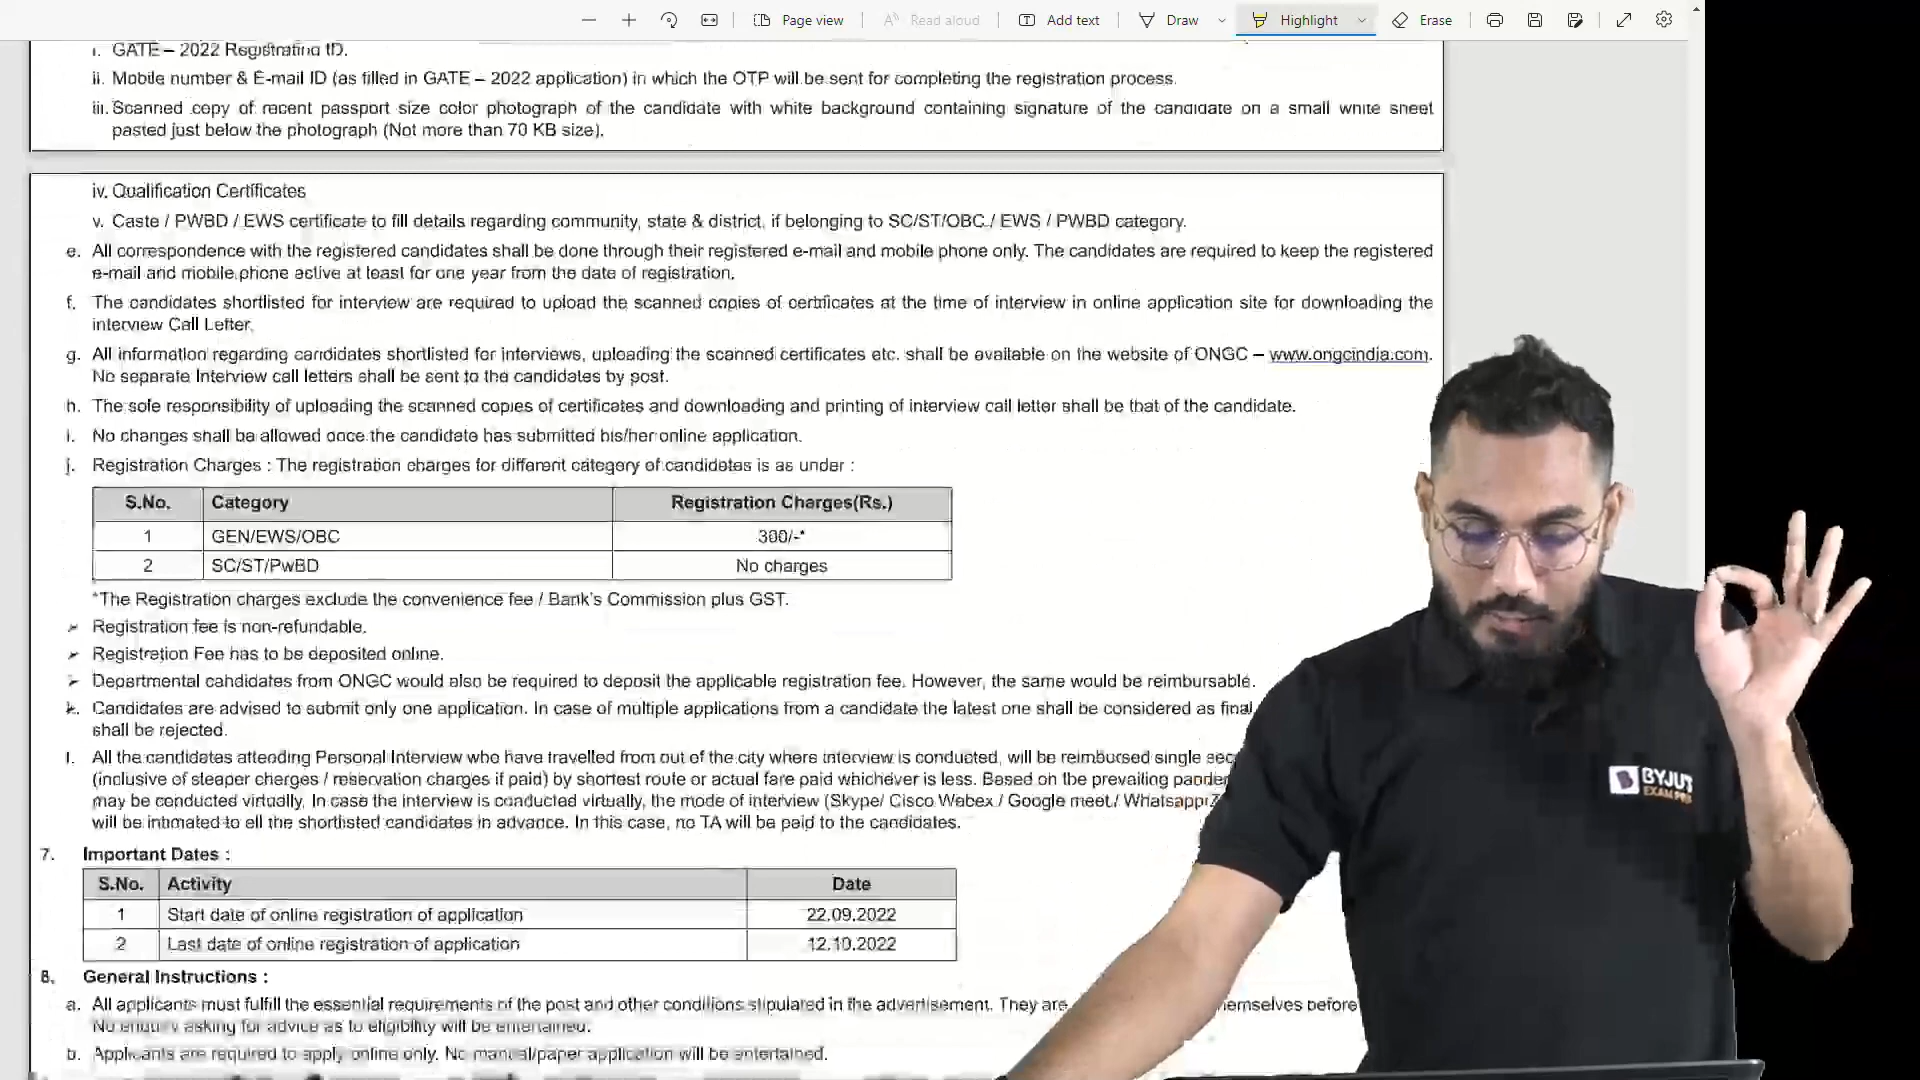 Page view
Read aloud
Add text
Draw
Highlight
Erase
i. GATE – 2022 Registration ID.
ii. Mobile number & E-mail ID (as filled in GATE – 2022 application) in which the OTP will be sent for completing the registration process.
iii. Scanned copy of recent passport size color photograph of the candidate with white background containing signature of the candidate on a small white sheet
pasted just below the photograph (Not more than 70 KB size).
iv. Qualification Certificates
v. Caste / PWBD / EWS certificate to fill details regarding community, state & district, if belonging to SC/ST/OBC / EWS / PWBD category.
e. All correspondence with the registered candidates shall be done through their registered e-mail and mobile phone only. The candidates are required to keep the registered
e-mail and mobile phone active at least for one year from the date of registration.
f. The candidates shortlisted for interview are required to upload the scanned copies of certificates at the time of interview in online application site for downloading the
interview Call Letter.
g. All information regarding candidates shortlisted for interviews, uploading the scanned certificates etc. shall be available on the website of ONGC – www.ongcindia.com.
No separate Interview call letters shall be sent to the candidates by post.
h. The sole responsibility of uploading the scanned copies of certificates and downloading and printing of interview call letter shall be that of the candidate.
i. No changes shall be allowed once the candidate has submitted his/her online application.
j. Registration Charges : The registration charges for different category of candidates is as under :
S.No. Category Registration Charges(Rs.)
1 GEN/EWS/OBC 300/-*
2 SC/ST/PwBD No charges
*The Registration charges exclude the convenience fee / Bank's Commission plus GST.
➢ Registration fee is non-refundable.
➢ Registration Fee has to be deposited online.
➢ Departmental candidates from ONGC would also be required to deposit the applicable registration fee. However, the same would be reimbursable.
k. Candidates are advised to submit only one application. In case of multiple applications from a candidate the latest one shall be considered as final
shall be rejected.
l. All the candidates attending Personal Interview who have travelled from out of the city where interview is conducted, will be reimbursed single
(inclusive of sleeper charges / reservation charges if paid) by shortest route or actual fare paid whichever is less. Based on the prevailing
may be conducted virtually. In case the interview is conducted virtually, the mode of interview (Skype/ Cisco Webex / Google meet / Whatsapp
will be intimated to all the shortlisted candidates in advance. In this case, no TA will be paid to the candidates.
7. Important Dates :
S.No. Activity Date
1 Start date of online registration of application 22.09.2022
2 Last date of online registration of application 12.10.2022
8. General Instructions :
a. All applicants must fulfill the essential requirements of the post and other conditions stipulated in the advertisement. They are themselves before
No enquiry asking for advice as to eligibility will be entertained.
b. Applicants are required to apply online only. No manual/paper application will be entertained.
BYJU'S
EXAM PREP